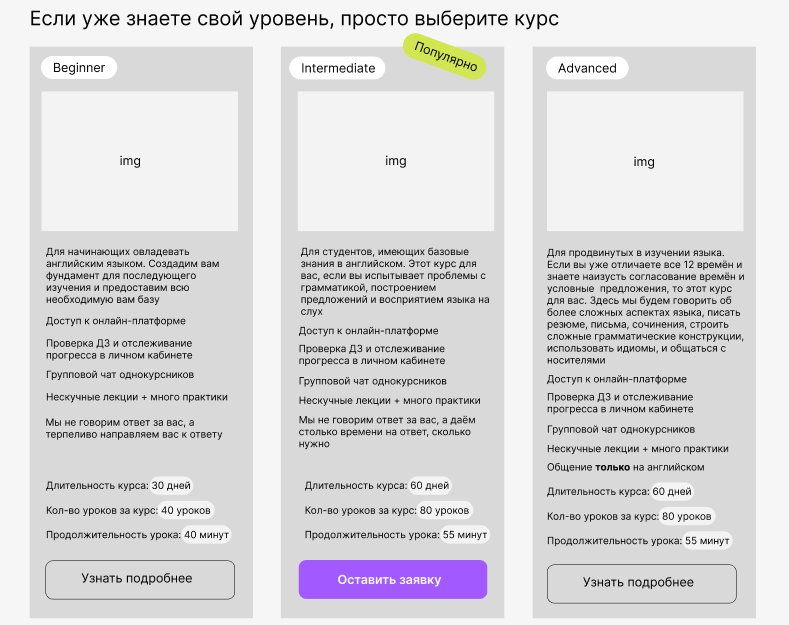 Если уже знаете свой уровень, просто выберите курс
Beginner
img
Для начинающих овладевать
английским языком. Создадим вам
фундамент для последующего
изучения и предоставим всю
необходимую вам базу
Доступ к онлайн-платформе
Проверка ДЗ и отслеживание
прогресса в личном кабинете
Групповой чат однокурсников
Нескучные лекции + много практики
Мы не говорим ответ за вас, а
терпеливо направляем вас к ответу
Длительность курса: 30 дней
Кол-во уроков за курс: 40 уроков
Продолжительность урока: 40 минут
Узнать подробнее
Intermediate
Популярно
img
Для студентов, имеющих базовые
знания в английском. Этот курс для
вас, если вы испытывает проблемы с
грамматикой, построением
предложений и восприятием языка на
слух
Доступ к онлайн-платформе
Проверка ДЗ и отслеживание
прогресса в личном кабинете
Групповой чат однокурсников
Нескучные лекции + много практики
Мы не говорим ответ за вас, а даём
столько времени на ответ, сколько
нужно
Длительность курса: 60 дней
Кол-во уроков за курс: 80 уроков
Продолжительность урока: 55 минут
Оставить заявку
Advanced
img
Для продвинутых в изучении языка.
Если вы уже отличаете все 12 времён и
знаете наизусть согласование времён и
условные предложения, то этот курс
для вас. Здесь мы будем говорить об
более сложных аспектах языка, писать
резюме, письма, сочинения, строить
сложные грамматические конструкции,
использовать идиомы, и общаться с
носителями
Доступ к онлайн-платформе
Проверка ДЗ и отслеживание
прогресса в личном кабинете
Групповой чат однокурсников
Нескучные лекции + много практики
Общение только на английском
Длительность курса: 60 дней
Кол-во уроков за курс: 80 уроков
Продолжительность урока: 55 минут
Узнать подробнее